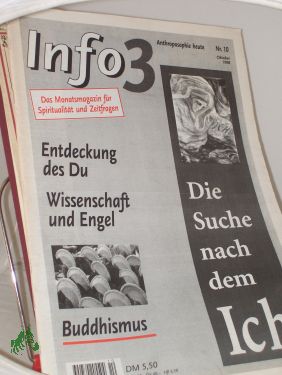 Info3
Anthroposophie heute
Nr. 10
Oktober
1998
Das Monatsmagazin für
Spiritualität und Zeitfragen
Entdeckung
des Du
Wissenschaft
und Engel
Buddhismus
Die
Suche
nach
dem
Ich
DM 5,50